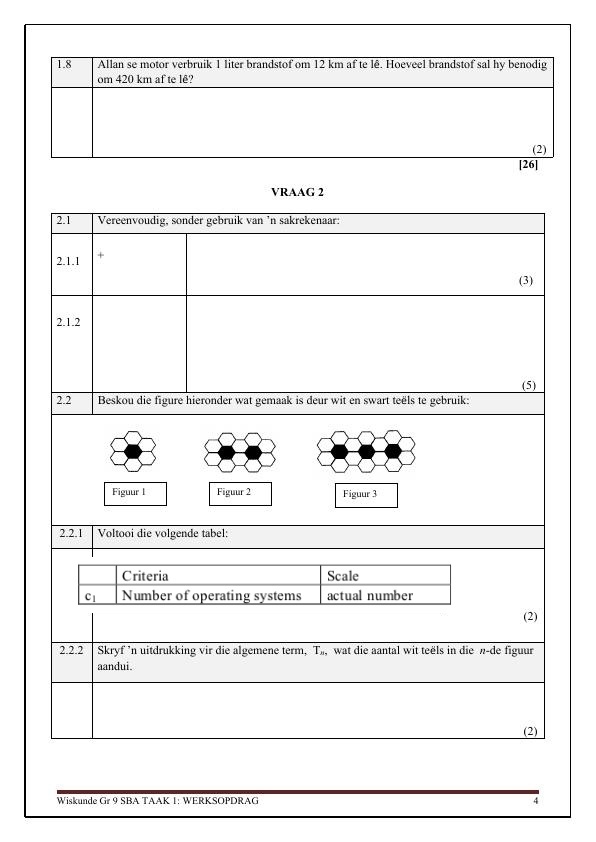 1.8 Allan se motor verbruik 1 liter brandstof om 12 km af te lê. Hoeveel brandstof sal hy benodig
om 420 km af te lê?
(2)
[26]
VRAAG 2
2.1 Vereenvoudig, sonder gebruik van ’n sakrekenaar:
2.1.1 +
(3)
2.1.2
(5)
2.2 Beskou die figure hieronder wat gemaak is deur wit en swart teëls te gebruik:
Figuur 1 Figuur 2 Figuur 3
2.2.1 Voltooi die volgende tabel:
Criteria Scale
c₁ Number of operating systems actual number
(2)
2.2.2 Skryf ’n uitdrukking vir die algemene term, Tₙ, wat die aantal wit teëls in die n-de figuur
aandui.
(2)
Wiskunde Gr 9 SBA TAAK 1: WERKSOPDRAG 4